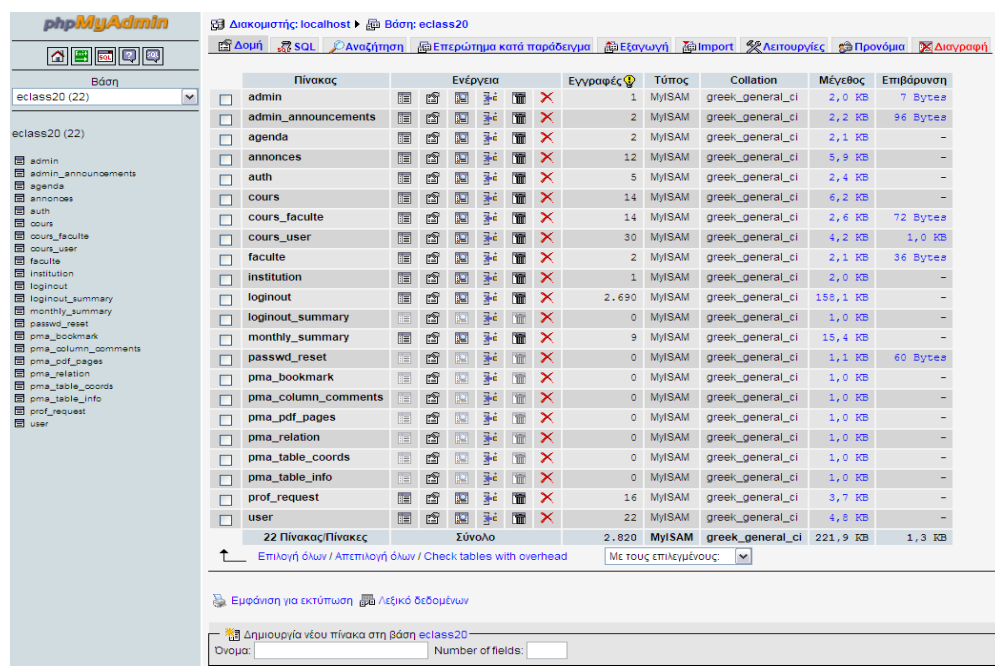 phpMyAdmin
Βάση
eclass20 (22)
eclass20 (22)
admin
admin_announcements
agenda
annonces
auth
cours
cours_faculte
cours_user
faculte
institution
loginout
loginout_summary
monthly_summary
passwd_reset
pma_bookmark
pma_column_comments
pma_pdf_pages
pma_relation
pma_table_coords
pma_table_info
prof_request
user
Διακομιστής: localhost ▶ Βάση: eclass20
Δομή SQL Αναζήτηση Επερώτημα κατά παράδειγμα Εξαγωγή Import Λειτουργίες Προνόμια Διαγραφή
Πίνακας Ενέργεια Εγγραφές Τύπος Collation Μέγεθος Επιβάρυνση
admin 1 MyISAM greek_general_ci 2,0 KB 7 Bytes
admin_announcements 2 MyISAM greek_general_ci 2,2 KB 96 Bytes
agenda 2 MyISAM greek_general_ci 2,1 KB -
annonces 12 MyISAM greek_general_ci 5,9 KB -
auth 5 MyISAM greek_general_ci 2,4 KB -
cours 14 MyISAM greek_general_ci 6,2 KB -
cours_faculte 14 MyISAM greek_general_ci 2,6 KB 72 Bytes
cours_user 30 MyISAM greek_general_ci 4,2 KB 1,0 KB
faculte 2 MyISAM greek_general_ci 2,1 KB 36 Bytes
institution 1 MyISAM greek_general_ci 2,0 KB -
loginout 2.690 MyISAM greek_general_ci 158,1 KB -
loginout_summary 0 MyISAM greek_general_ci 1,0 KB -
monthly_summary 9 MyISAM greek_general_ci 15,4 KB -
passwd_reset 0 MyISAM greek_general_ci 1,1 KB 60 Bytes
pma_bookmark 0 MyISAM greek_general_ci 1,0 KB -
pma_column_comments 0 MyISAM greek_general_ci 1,0 KB -
pma_pdf_pages 0 MyISAM greek_general_ci 1,0 KB -
pma_relation 0 MyISAM greek_general_ci 1,0 KB -
pma_table_coords 0 MyISAM greek_general_ci 1,0 KB -
pma_table_info 0 MyISAM greek_general_ci 1,0 KB -
prof_request 16 MyISAM greek_general_ci 3,7 KB -
user 22 MyISAM greek_general_ci 4,8 KB -
22 Πίνακας/Πίνακες Σύνολο 2.820 MyISAM greek_general_ci 221,9 KB 1,3 KB
Επιλογή όλων / Απεπιλογή όλων / Check tables with overhead Με τους επιλεγμένους:
Εμφάνιση για εκτύπωση Λεξικό δεδομένων
Δημιουργία νέου πίνακα στη βάση eclass20
Όνομα: Number of fields: